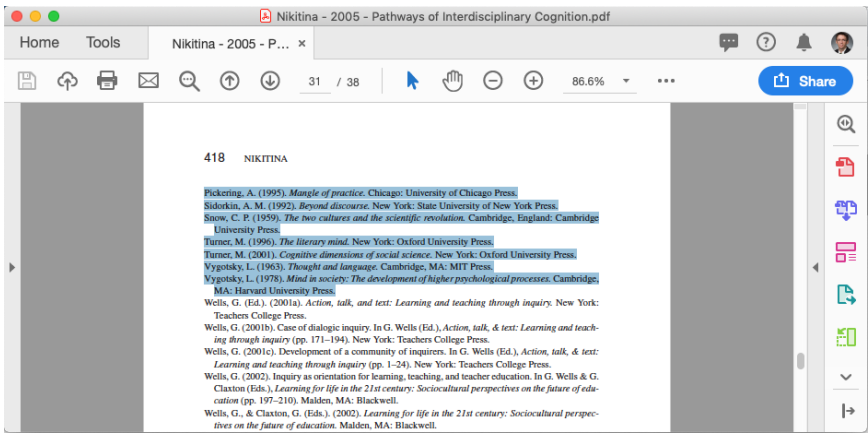 Nikitina - 2005 - Pathways of Interdisciplinary Cognition.pdf
Home Tools Nikitina - 2005 - P... ×
31 / 38 86.6% Share
418 NIKITINA
Pickering, A. (1995). Mangle of practice. Chicago: University of Chicago Press.
Sidorkin, A. M. (1992). Beyond discourse. New York: State University of New York Press.
Snow, C. P. (1959). The two cultures and the scientific revolution. Cambridge, England: Cambridge
University Press.
Turner, M. (1996). The literary mind. New York: Oxford University Press.
Turner, M. (2001). Cognitive dimensions of social science. New York: Oxford University Press.
Vygotsky, L. (1963). Thought and language. Cambridge, MA: MIT Press.
Vygotsky, L. (1978). Mind in society: The development of higher psychological processes. Cambridge,
MA: Harvard University Press.
Wells, G. (Ed.). (2001a). Action, talk, and text: Learning and teaching through inquiry. New York:
Teachers College Press.
Wells, G. (2001b). Case of dialogic inquiry. In G. Wells (Ed.), Action, talk, & text: Learning and teach-
ing through inquiry (pp. 171–194). New York: Teachers College Press.
Wells, G. (2001c). Development of a community of inquirers. In G. Wells (Ed.), Action, talk, & text:
Learning and teaching through inquiry (pp. 1–24). New York: Teachers College Press.
Wells, G. (2002). Inquiry as orientation for learning, teaching, and teacher education. In G. Wells & G.
Claxton (Eds.), Learning for life in the 21st century: Sociocultural perspectives on the future of edu-
cation (pp. 197–210). Malden, MA: Blackwell.
Wells, G., & Claxton, G. (Eds.). (2002). Learning for life in the 21st century: Sociocultural perspec-
tives on the future of education. Malden, MA: Blackwell.